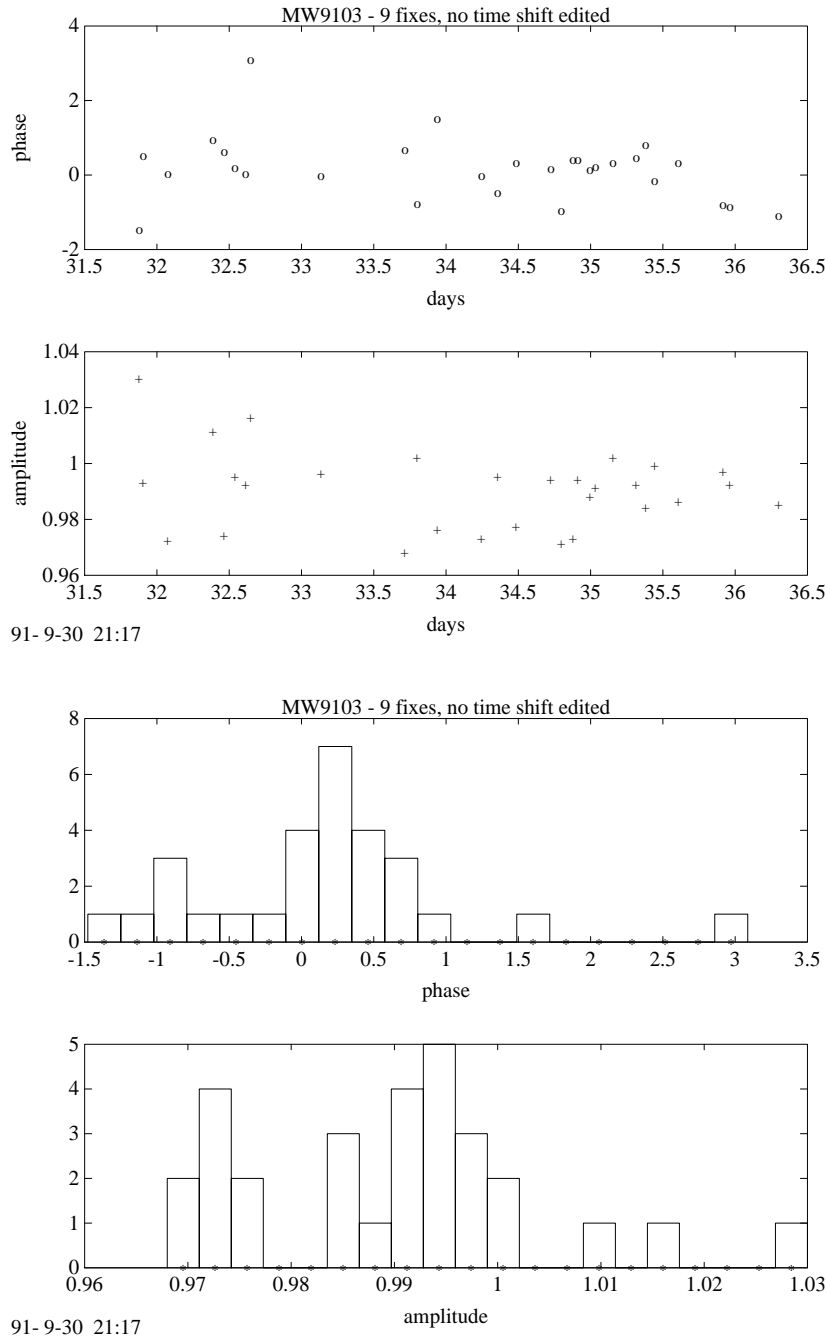 MW9103 - 9 fixes, no time shift edited
4
2
0
-2
phase
31.5 32 32.5 33 33.5 34 34.5 35 35.5 36 36.5
days
1.04
1.02
1
0.98
0.96
amplitude
31.5 32 32.5 33 33.5 34 34.5 35 35.5 36 36.5
days
91- 9-30 21:17
MW9103 - 9 fixes, no time shift edited
8
6
4
2
0
-1.5 -1 -0.5 0 0.5 1 1.5 2 2.5 3 3.5
phase
5
4
3
2
1
0
0.96 0.97 0.98 0.99 1 1.01 1.02 1.03
amplitude
91- 9-30 21:17